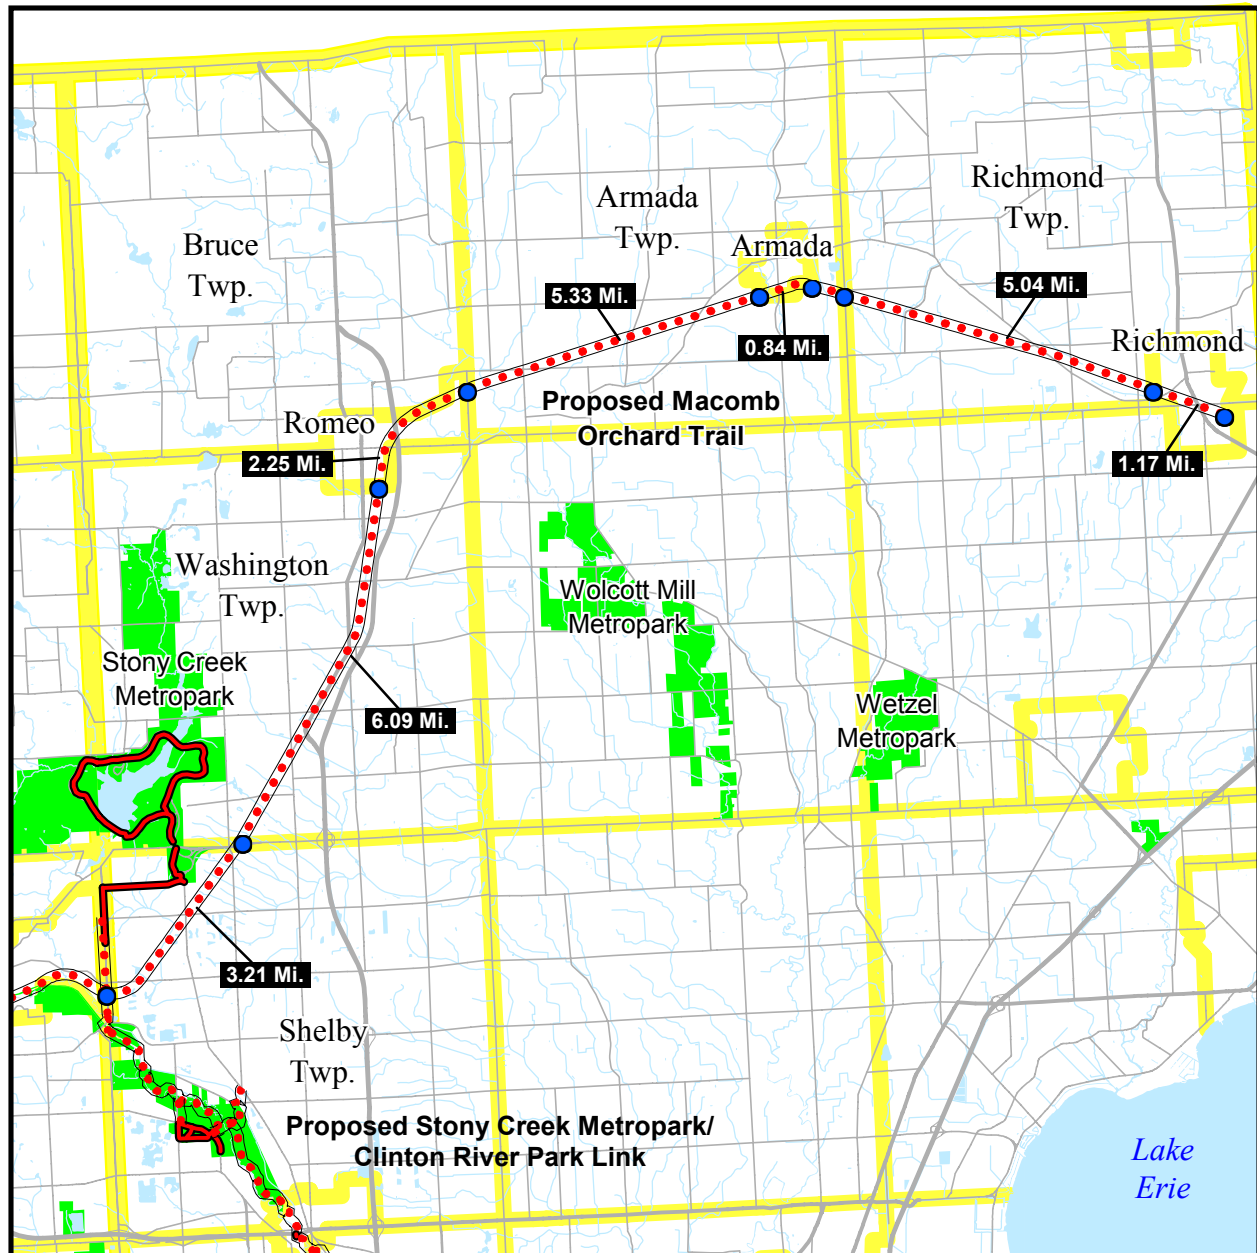 Richmond
Twp.
Armada
Twp.
Armada
Bruce
Twp.
5.33 Mi.
5.04 Mi.
0.84 Mi.
Richmond
Proposed Macomb
Orchard Trail
Romeo
2.25 Mi.
1.17 Mi.
Washington
Twp.
Wolcott Mill
Metropark
Stony Creek
Metropark
Wetzel
Metropark
6.09 Mi.
3.21 Mi.
Shelby
Twp.
Proposed Stony Creek Metropark/
Clinton River Park Link
Lake
Erie